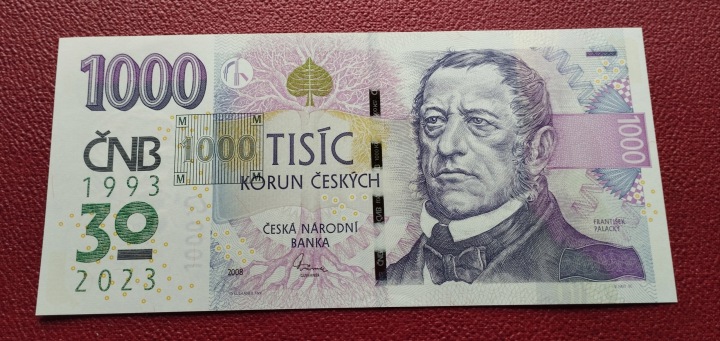 1000
ČNB
1993
30
2023
M M
1000
M M
TISÍC
KORUN ČESKÝCH
ČESKÁ NÁRODNÍ
BANKA
2008
1000
FRANTIŠEK
PALACKÝ